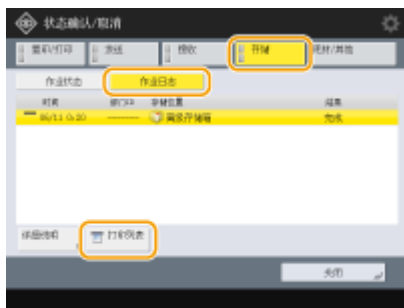 状态确认/取消
复印/打印 发送 接收 存储 耗材/其他
作业状态 作业日志
时间 部门ID 存储位置 结果
06/11 0:20 -------- 高级存储箱 完成
详细说明 打印列表
关闭